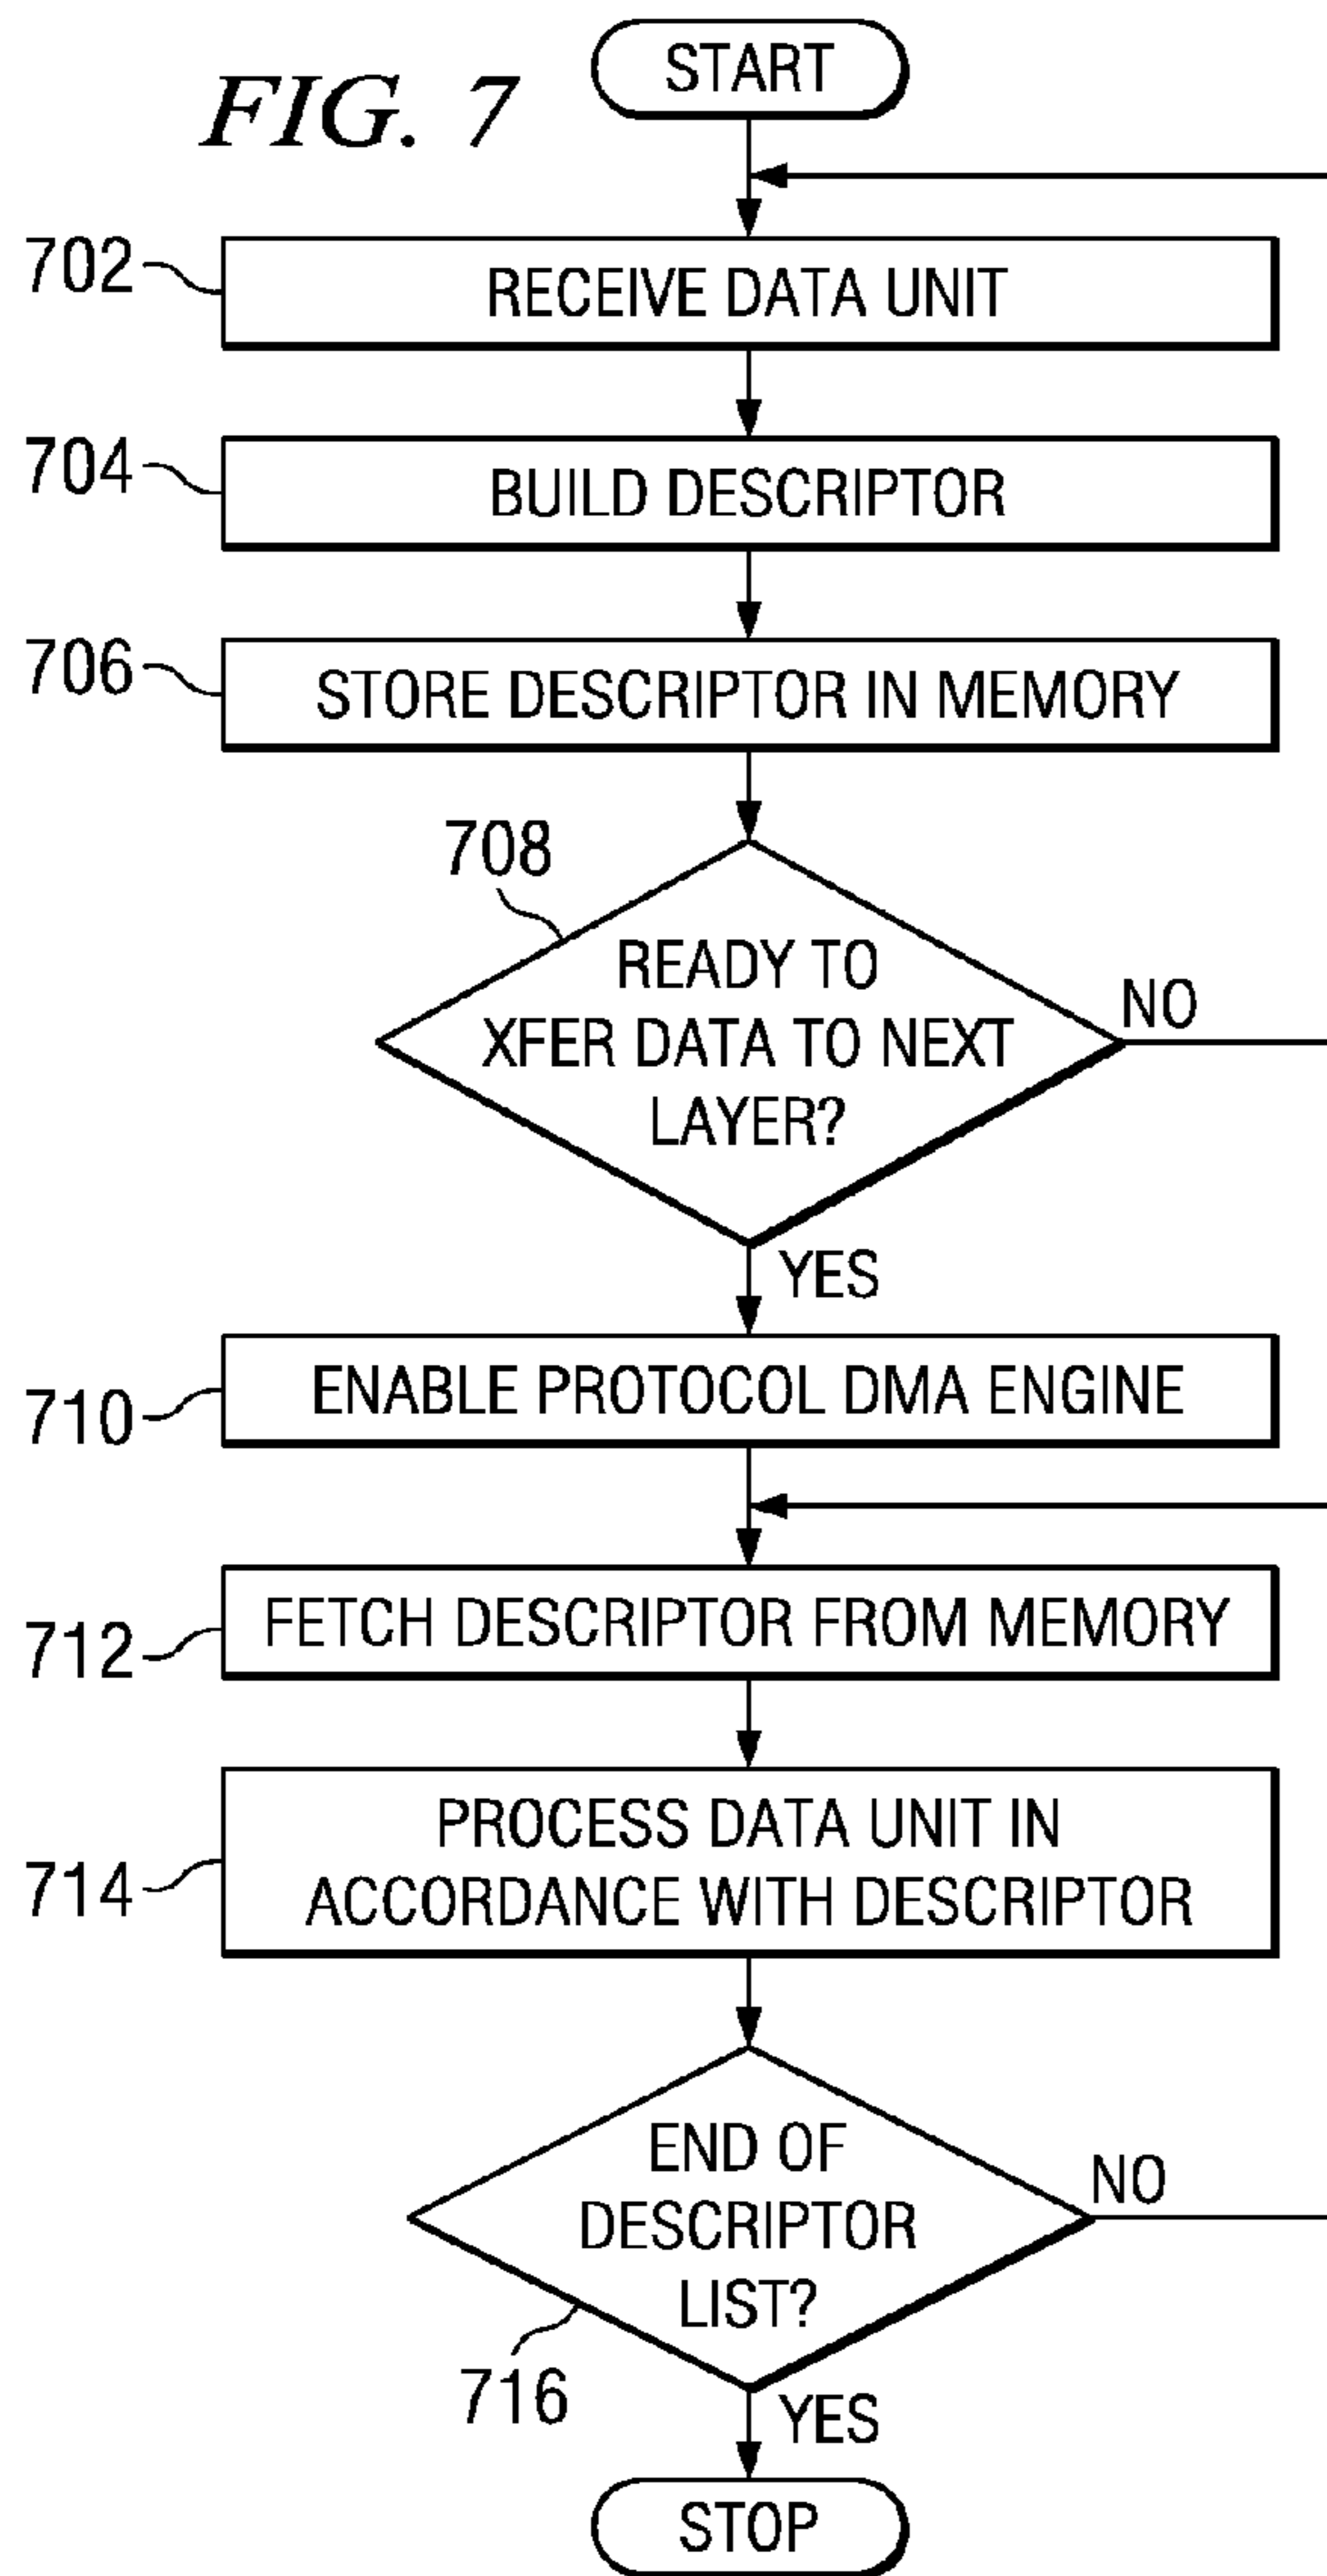 FIG. 7
START
702
RECEIVE DATA UNIT
704
BUILD DESCRIPTOR
706
STORE DESCRIPTOR IN MEMORY
708
READY TO
XFER DATA TO NEXT
LAYER?
NO
YES
710
ENABLE PROTOCOL DMA ENGINE
712
FETCH DESCRIPTOR FROM MEMORY
714
PROCESS DATA UNIT IN
ACCORDANCE WITH DESCRIPTOR
END OF
DESCRIPTOR
LIST?
NO
716
YES
STOP